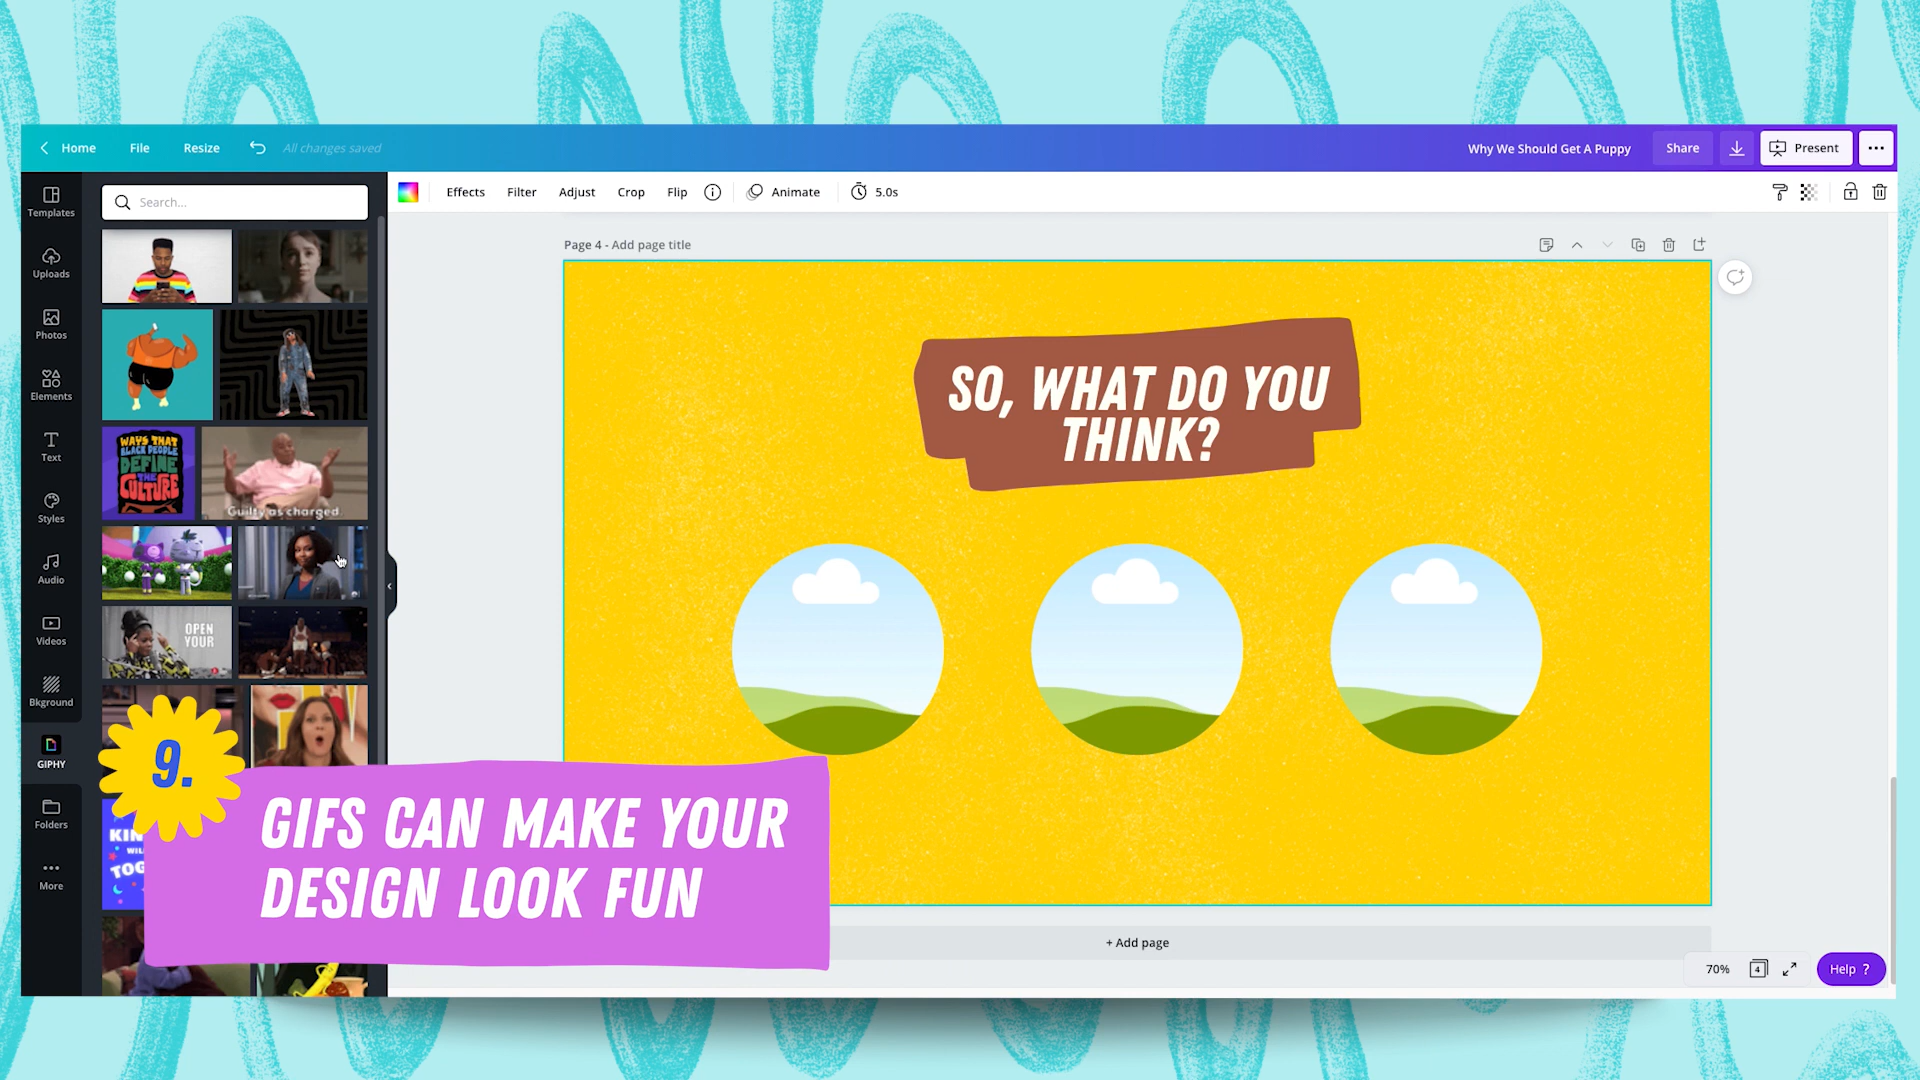 Home
File
Resize
All changes saved
Why We Should Get A Puppy
Share
Present
Templates
Uploads
Photos
Elements
Text
Styles
Audio
Videos
Bkground
GIPHY
Folders
More
Search...
Effects
Filter
Adjust
Crop
Flip
Animate
5.0s
Page 4 - Add page title
WAYS THAT
BLACK PEOPLE
DEFINE
THE
CULTURE
Guilty as charged.
OPEN
YOUR
SO, WHAT DO YOU
THINK?
9.
GIFS CAN MAKE YOUR
DESIGN LOOK FUN
+ Add page
70%
4
Help ?